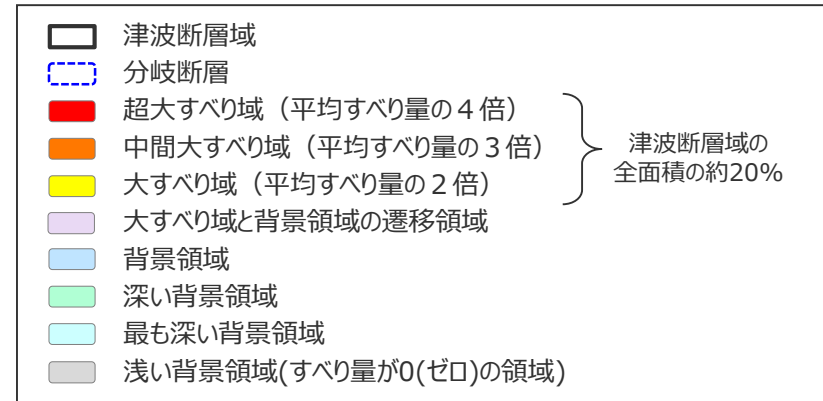 津波断層域
分岐断層
超大すべり域（平均すべり量の４倍）
中間大すべり域（平均すべり量の３倍）
大すべり域（平均すべり量の２倍）
津波断層域の
全面積の約20%
大すべり域と背景領域の遷移領域
背景領域
深い背景領域
最も深い背景領域
浅い背景領域(すべり量が0(ゼロ)の領域)